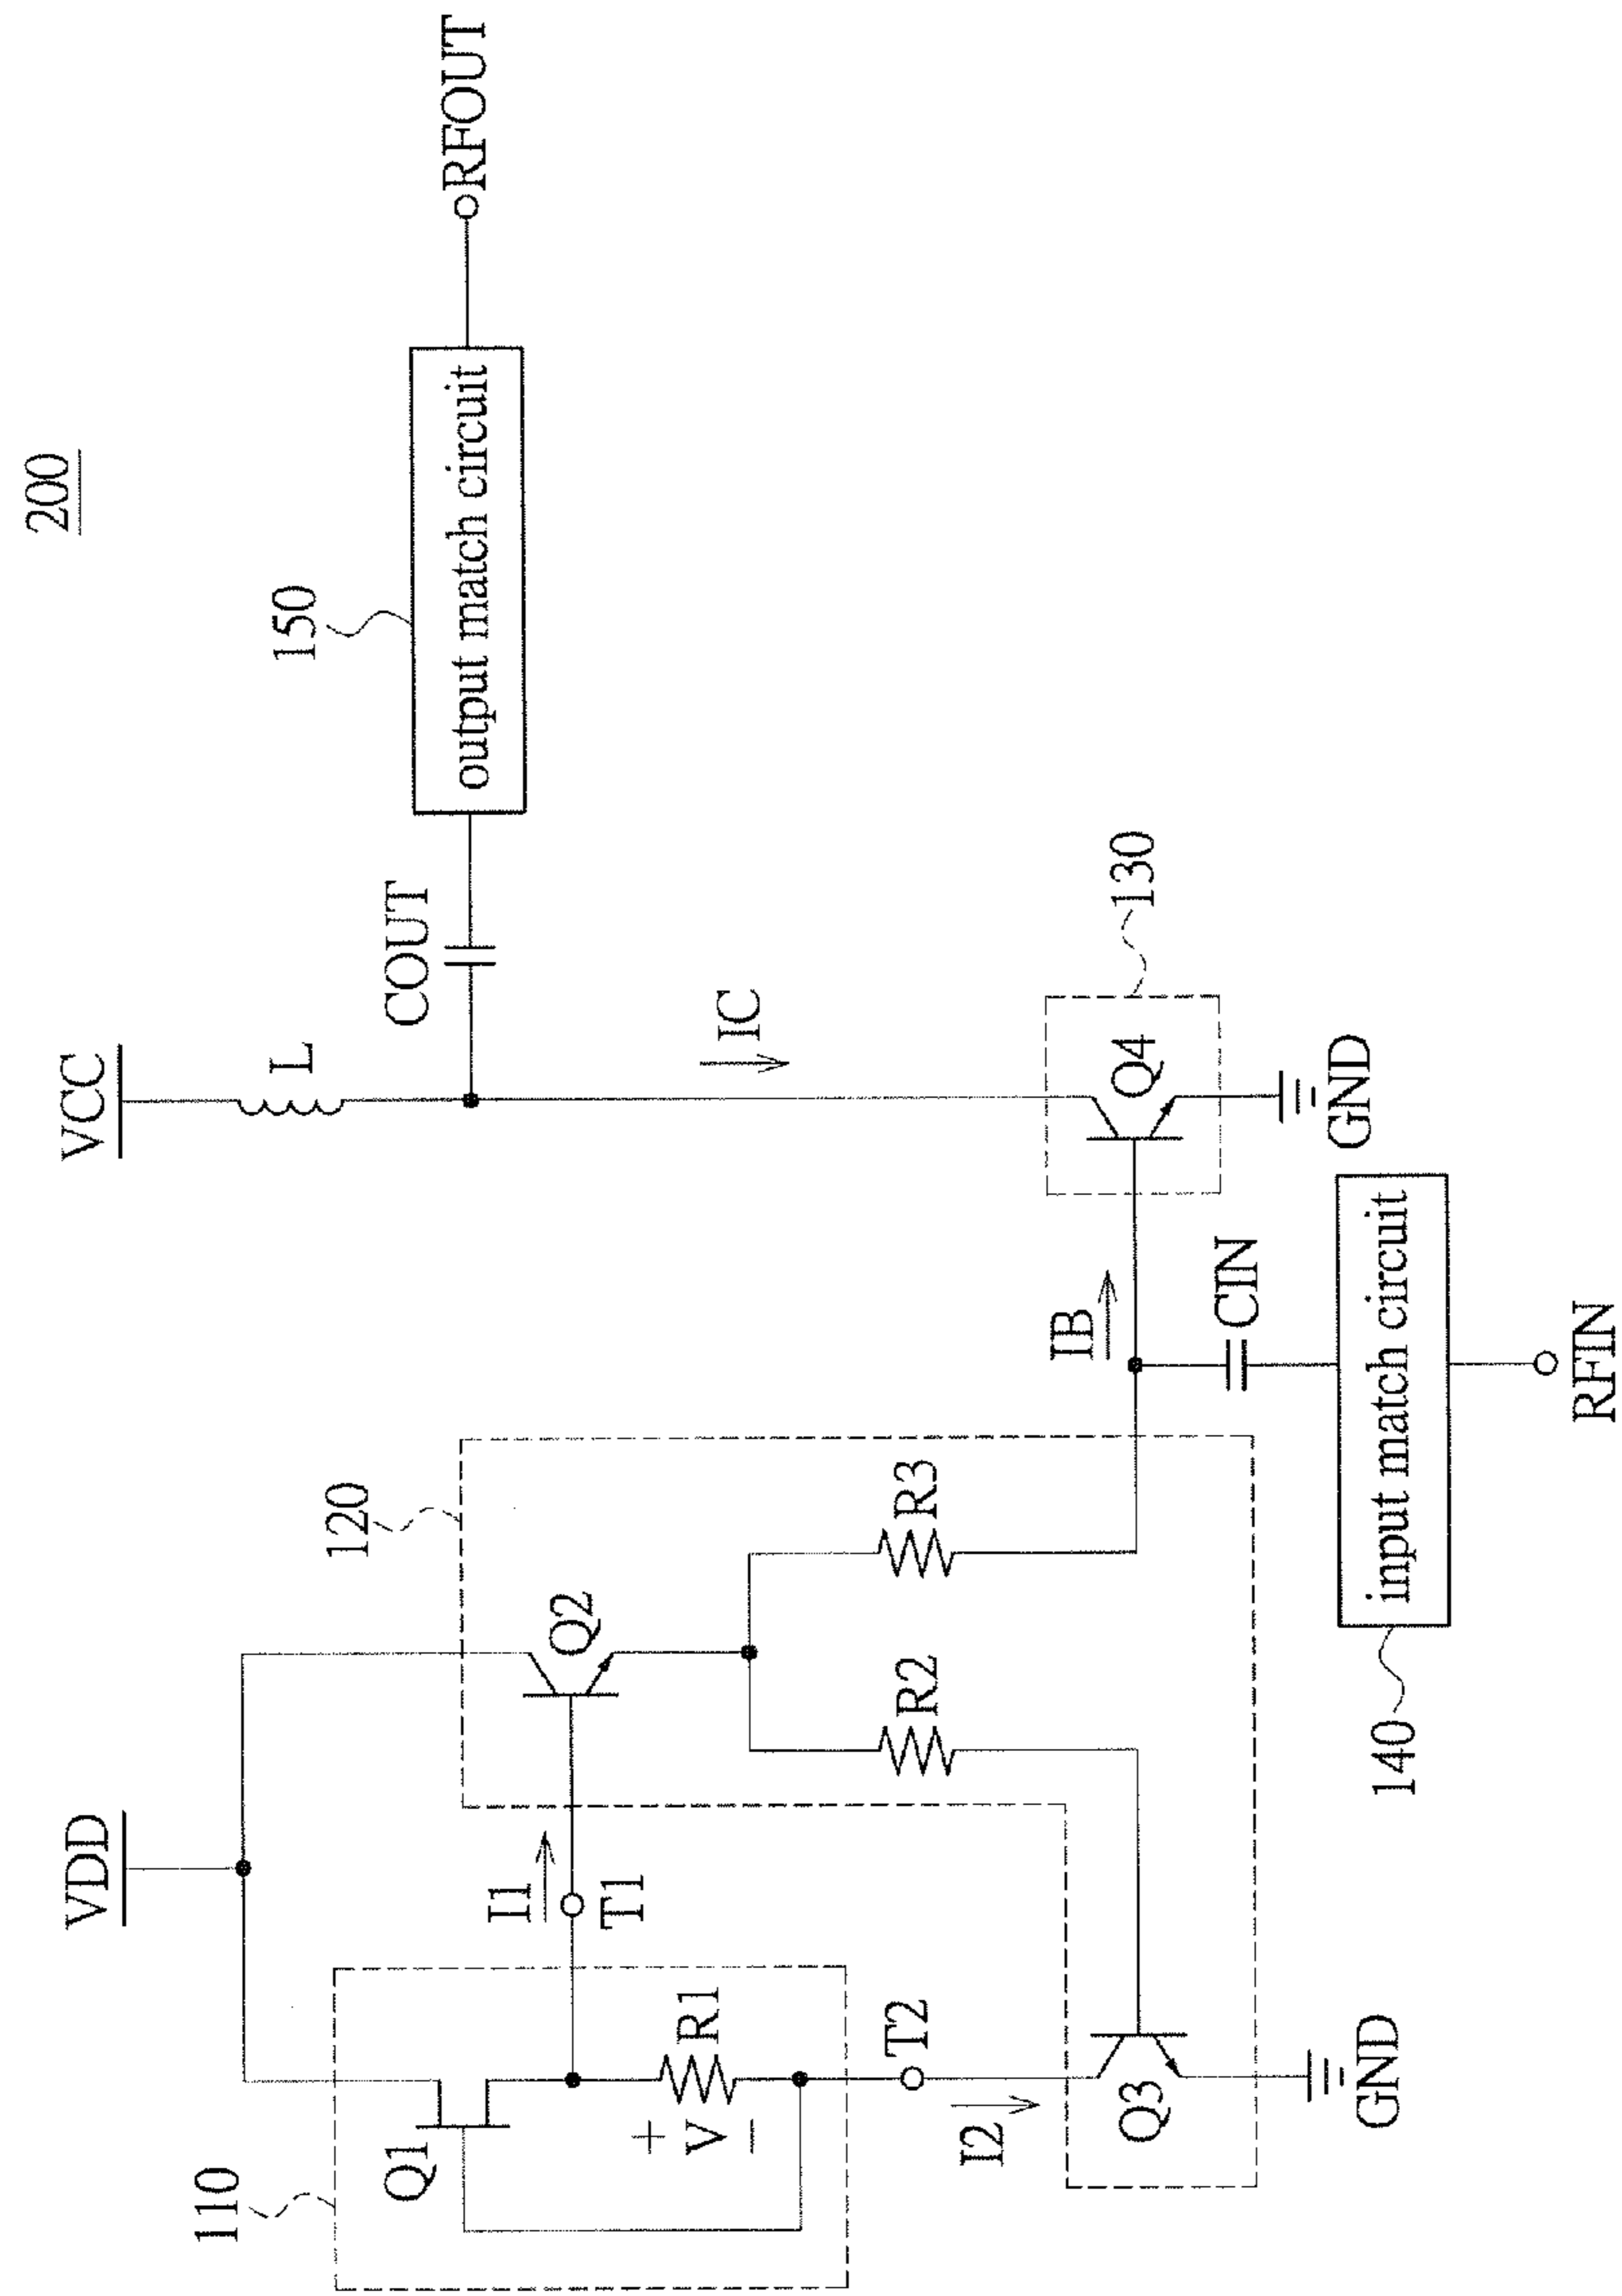 200
VDD
VCC
L
COUT
150
output match circuit
RFOUT
110
Q1
+
V
−
R1
I1
T1
T2
I2
120
Q2
R2
R3
Q3
GND
IC
IB
130
Q4
GND
CIN
140
input match circuit
RFIN